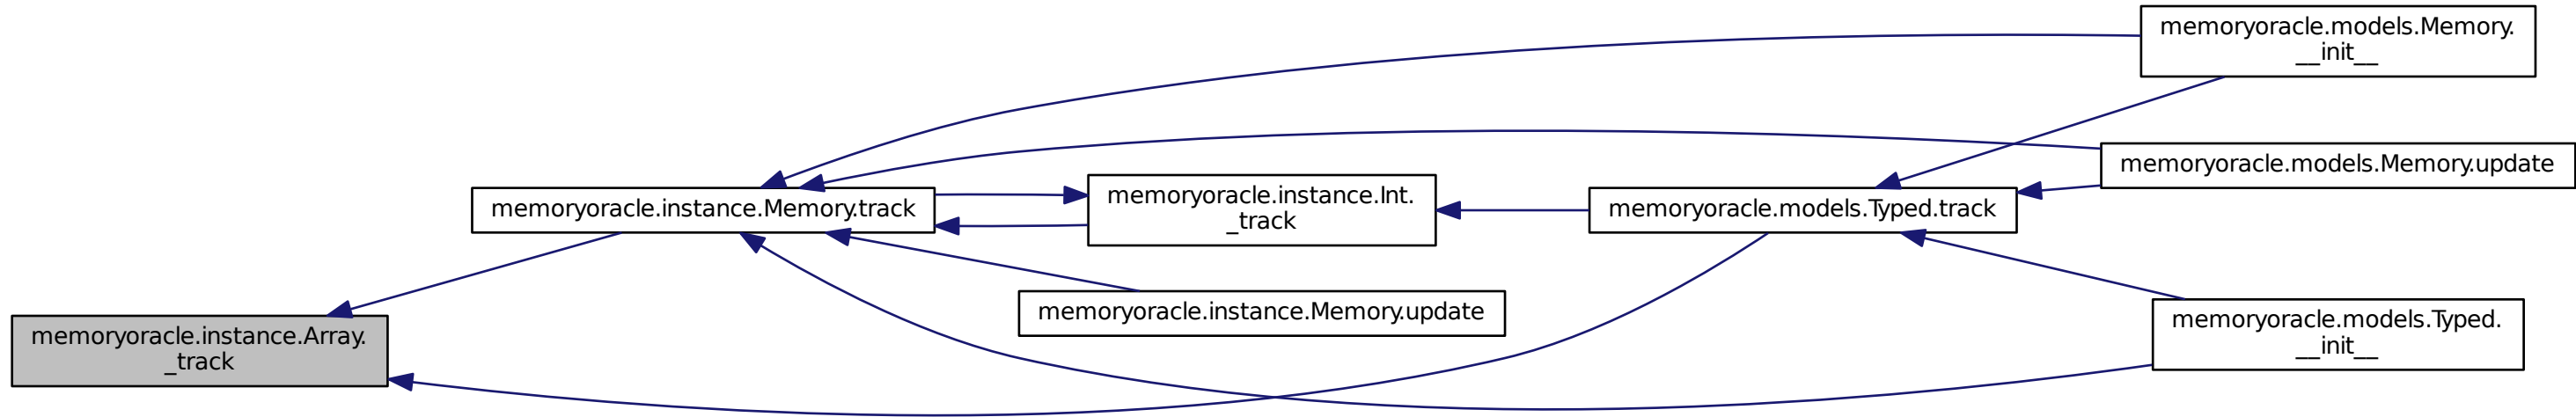 memoryoracle.models.Memory.
__init__
memoryoracle.models.Memory.update
memoryoracle.instance.Memory.track
memoryoracle.instance.Int.
_track
memoryoracle.models.Typed.track
memoryoracle.instance.Memory.update
memoryoracle.instance.Array.
_track
memoryoracle.models.Typed.
__init__